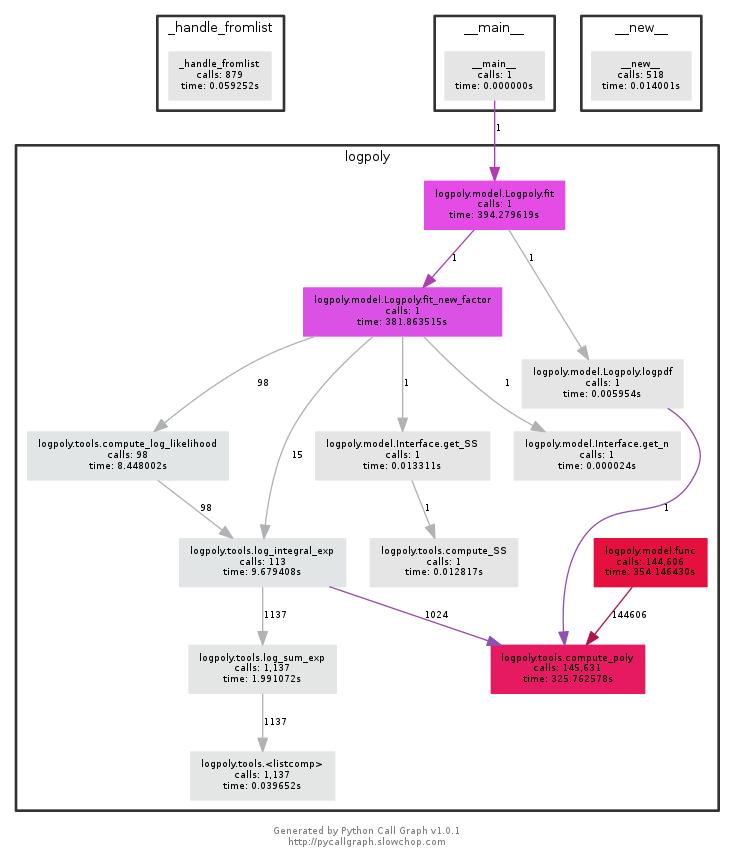 _handle_fromlist
__main__
__new__
_handle_fromlist
calls: 879
time: 0.059252s
__main__
calls: 1
time: 0.000000s
__new__
calls: 518
time: 0.014001s
1
logpoly
logpoly.model.Logpoly.fit
calls: 1
time: 394.279619s
1
1
logpoly.model.Logpoly.fit_new_factor
calls: 1
time: 381.863515s
logpoly.model.Logpoly.logpdf
calls: 1
time: 0.005954s
98
1
1
logpoly.tools.compute_log_likelihood
calls: 98
time: 8.448002s
15
logpoly.model.Interface.get_SS
calls: 1
time: 0.013311s
logpoly.model.Interface.get_n
calls: 1
time: 0.000024s
98
1
1
logpoly.tools.log_integral_exp
calls: 113
time: 9.679408s
logpoly.tools.compute_SS
calls: 1
time: 0.012817s
logpoly.model.func
calls: 144,606
time: 354.146430s
1137
1024
144606
logpoly.tools.log_sum_exp
calls: 1,137
time: 1.991072s
logpoly.tools.compute_poly
calls: 145,631
time: 325.762578s
1137
logpoly.tools.<listcomp>
calls: 1,137
time: 0.039652s
Generated by Python Call Graph v1.0.1
http://pycallgraph.slowchop.com